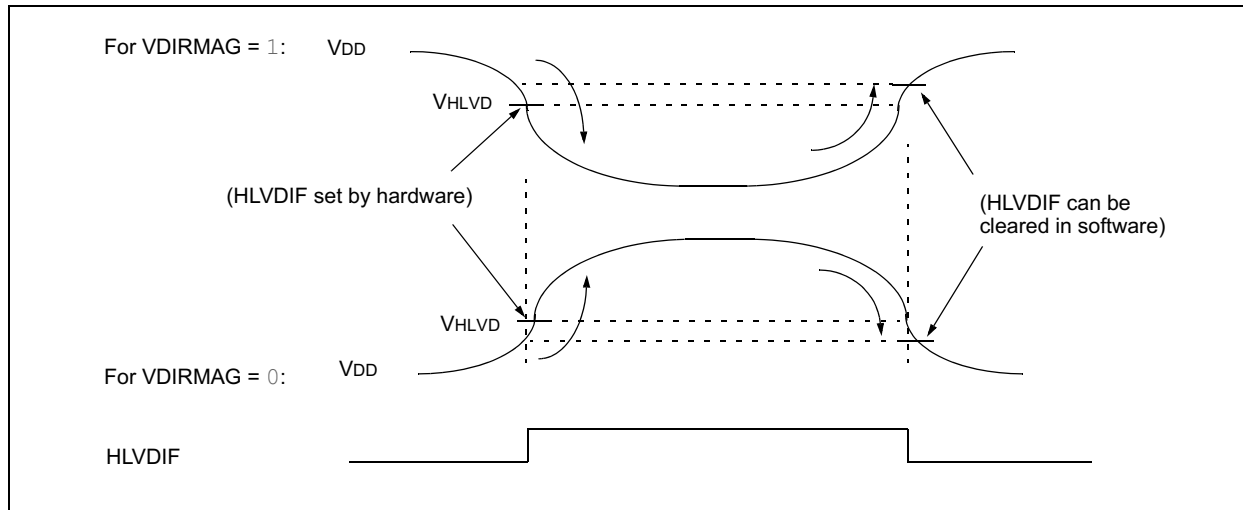 For VDIRMAG = 1:
VDD
VHLVD
(HLVDIF set by hardware)
(HLVDIF can be
cleared in software)
VHLVD
For VDIRMAG = 0:
VDD
HLVDIF